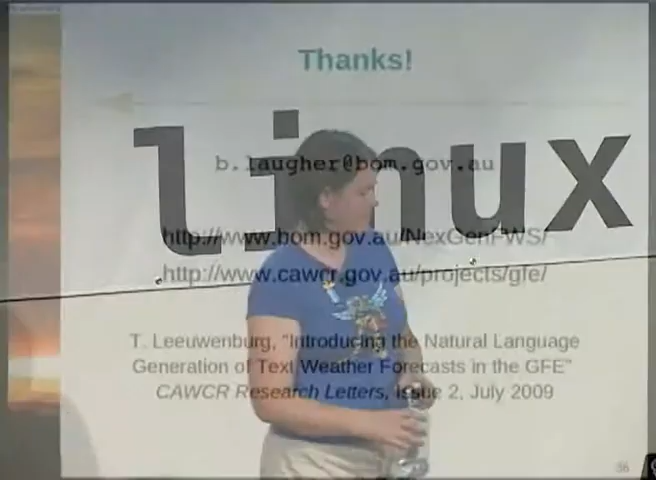 Thanks!
linux
b.laugher@bom.gov.au
http://www.bom.gov.au/NexGenFWS/
http://www.cawcr.gov.au/projects/gfe/
T. Leeuwenburg, "Introducing the Natural Language
Generation of Text Weather Forecasts in the GFE"
CAWCR Research Letters, Issue 2, July 2009
36